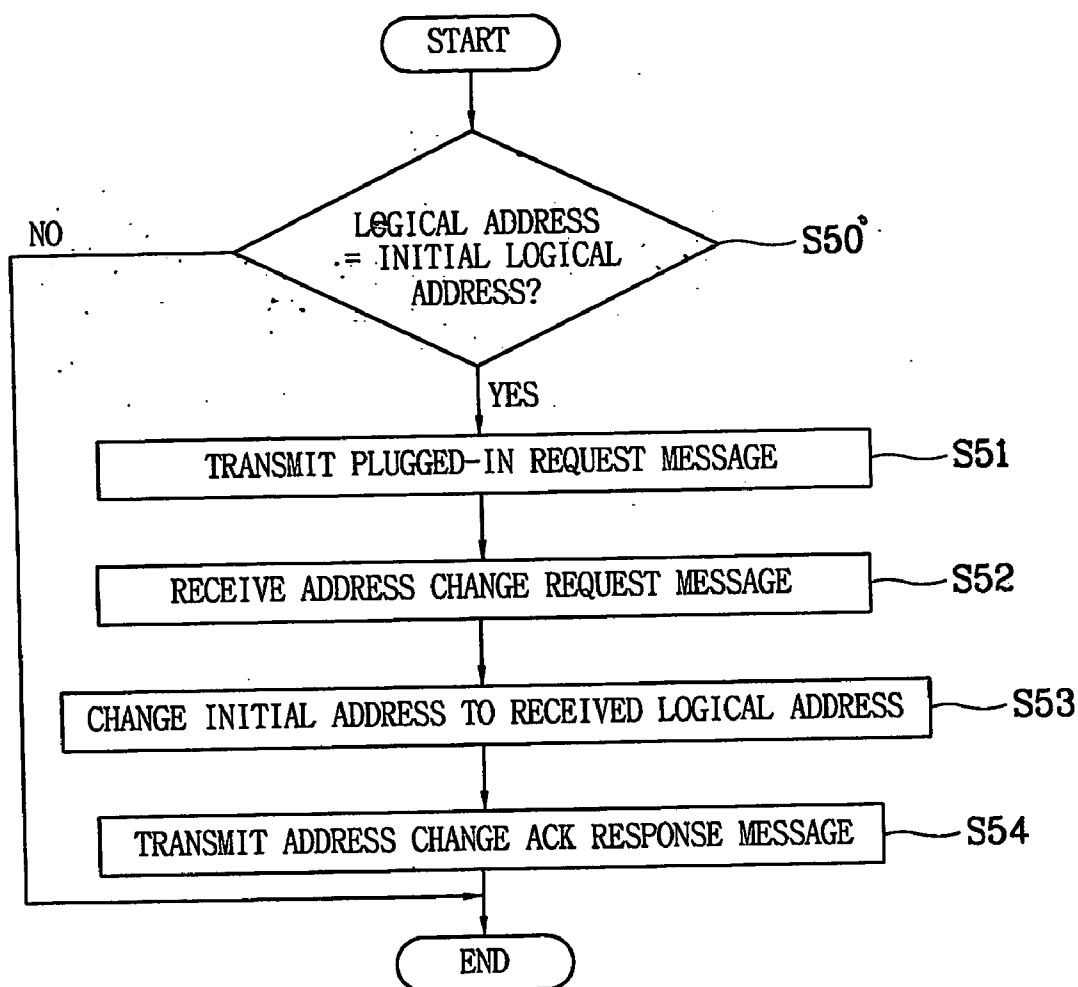 START
LOGICAL ADDRESS
= INITIAL LOGICAL
ADDRESS?
S50
NO
YES
TRANSMIT PLUGGED-IN REQUEST MESSAGE
S51
RECEIVE ADDRESS CHANGE REQUEST MESSAGE
S52
CHANGE INITIAL ADDRESS TO RECEIVED LOGICAL ADDRESS
S53
TRANSMIT ADDRESS CHANGE ACK RESPONSE MESSAGE
S54
END